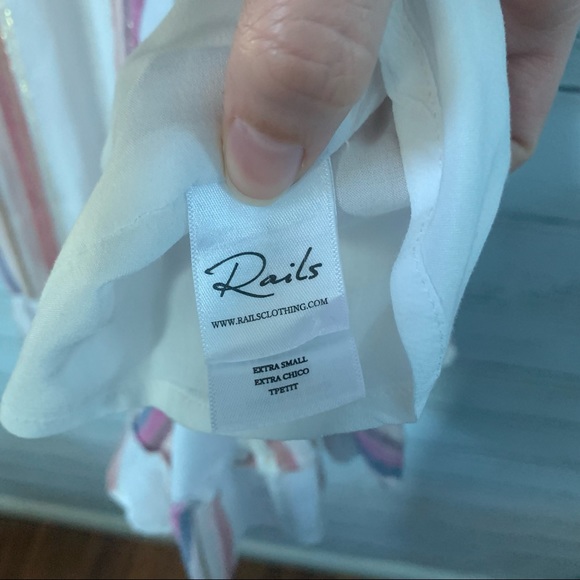 Rails
WWW.RAILSCLOTHING.COM
EXTRA SMALL
EXTRA CHICO
TPETIT